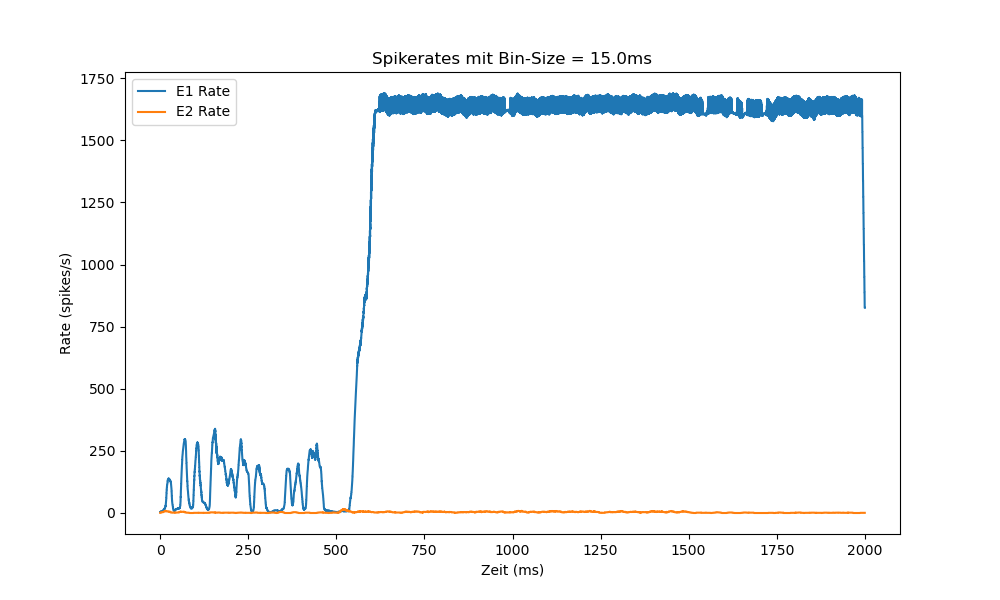 Spikerates mit Bin-Size = 15.0ms
E1 Rate
E2 Rate
Rate (spikes/s)
1750
1500
1250
1000
750
500
250
0
0 250 500 750 1000 1250 1500 1750 2000
Zeit (ms)